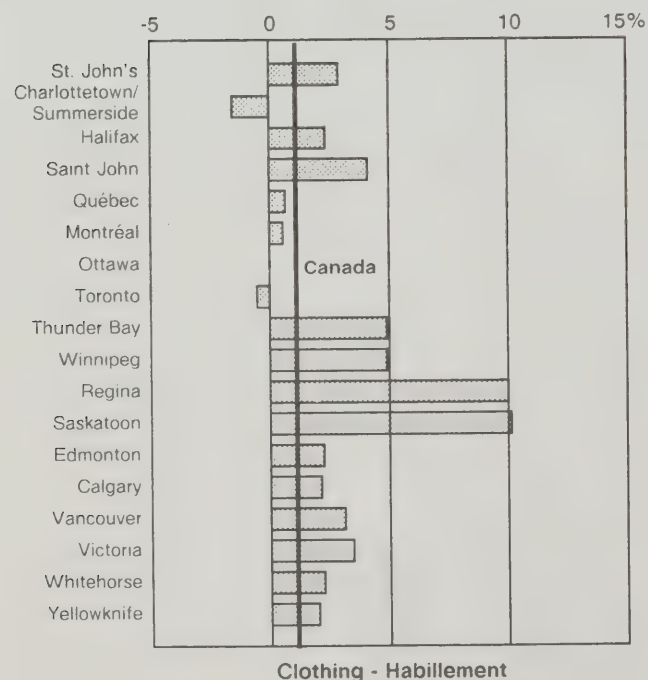 -5 0 5 10 15%
St. John's
Charlottetown/
Summerside
Halifax
Saint John
Québec
Montréal
Ottawa
Canada
Toronto
Thunder Bay
Winnipeg
Regina
Saskatoon
Edmonton
Calgary
Vancouver
Victoria
Whitehorse
Yellowknife
Clothing - Habillement